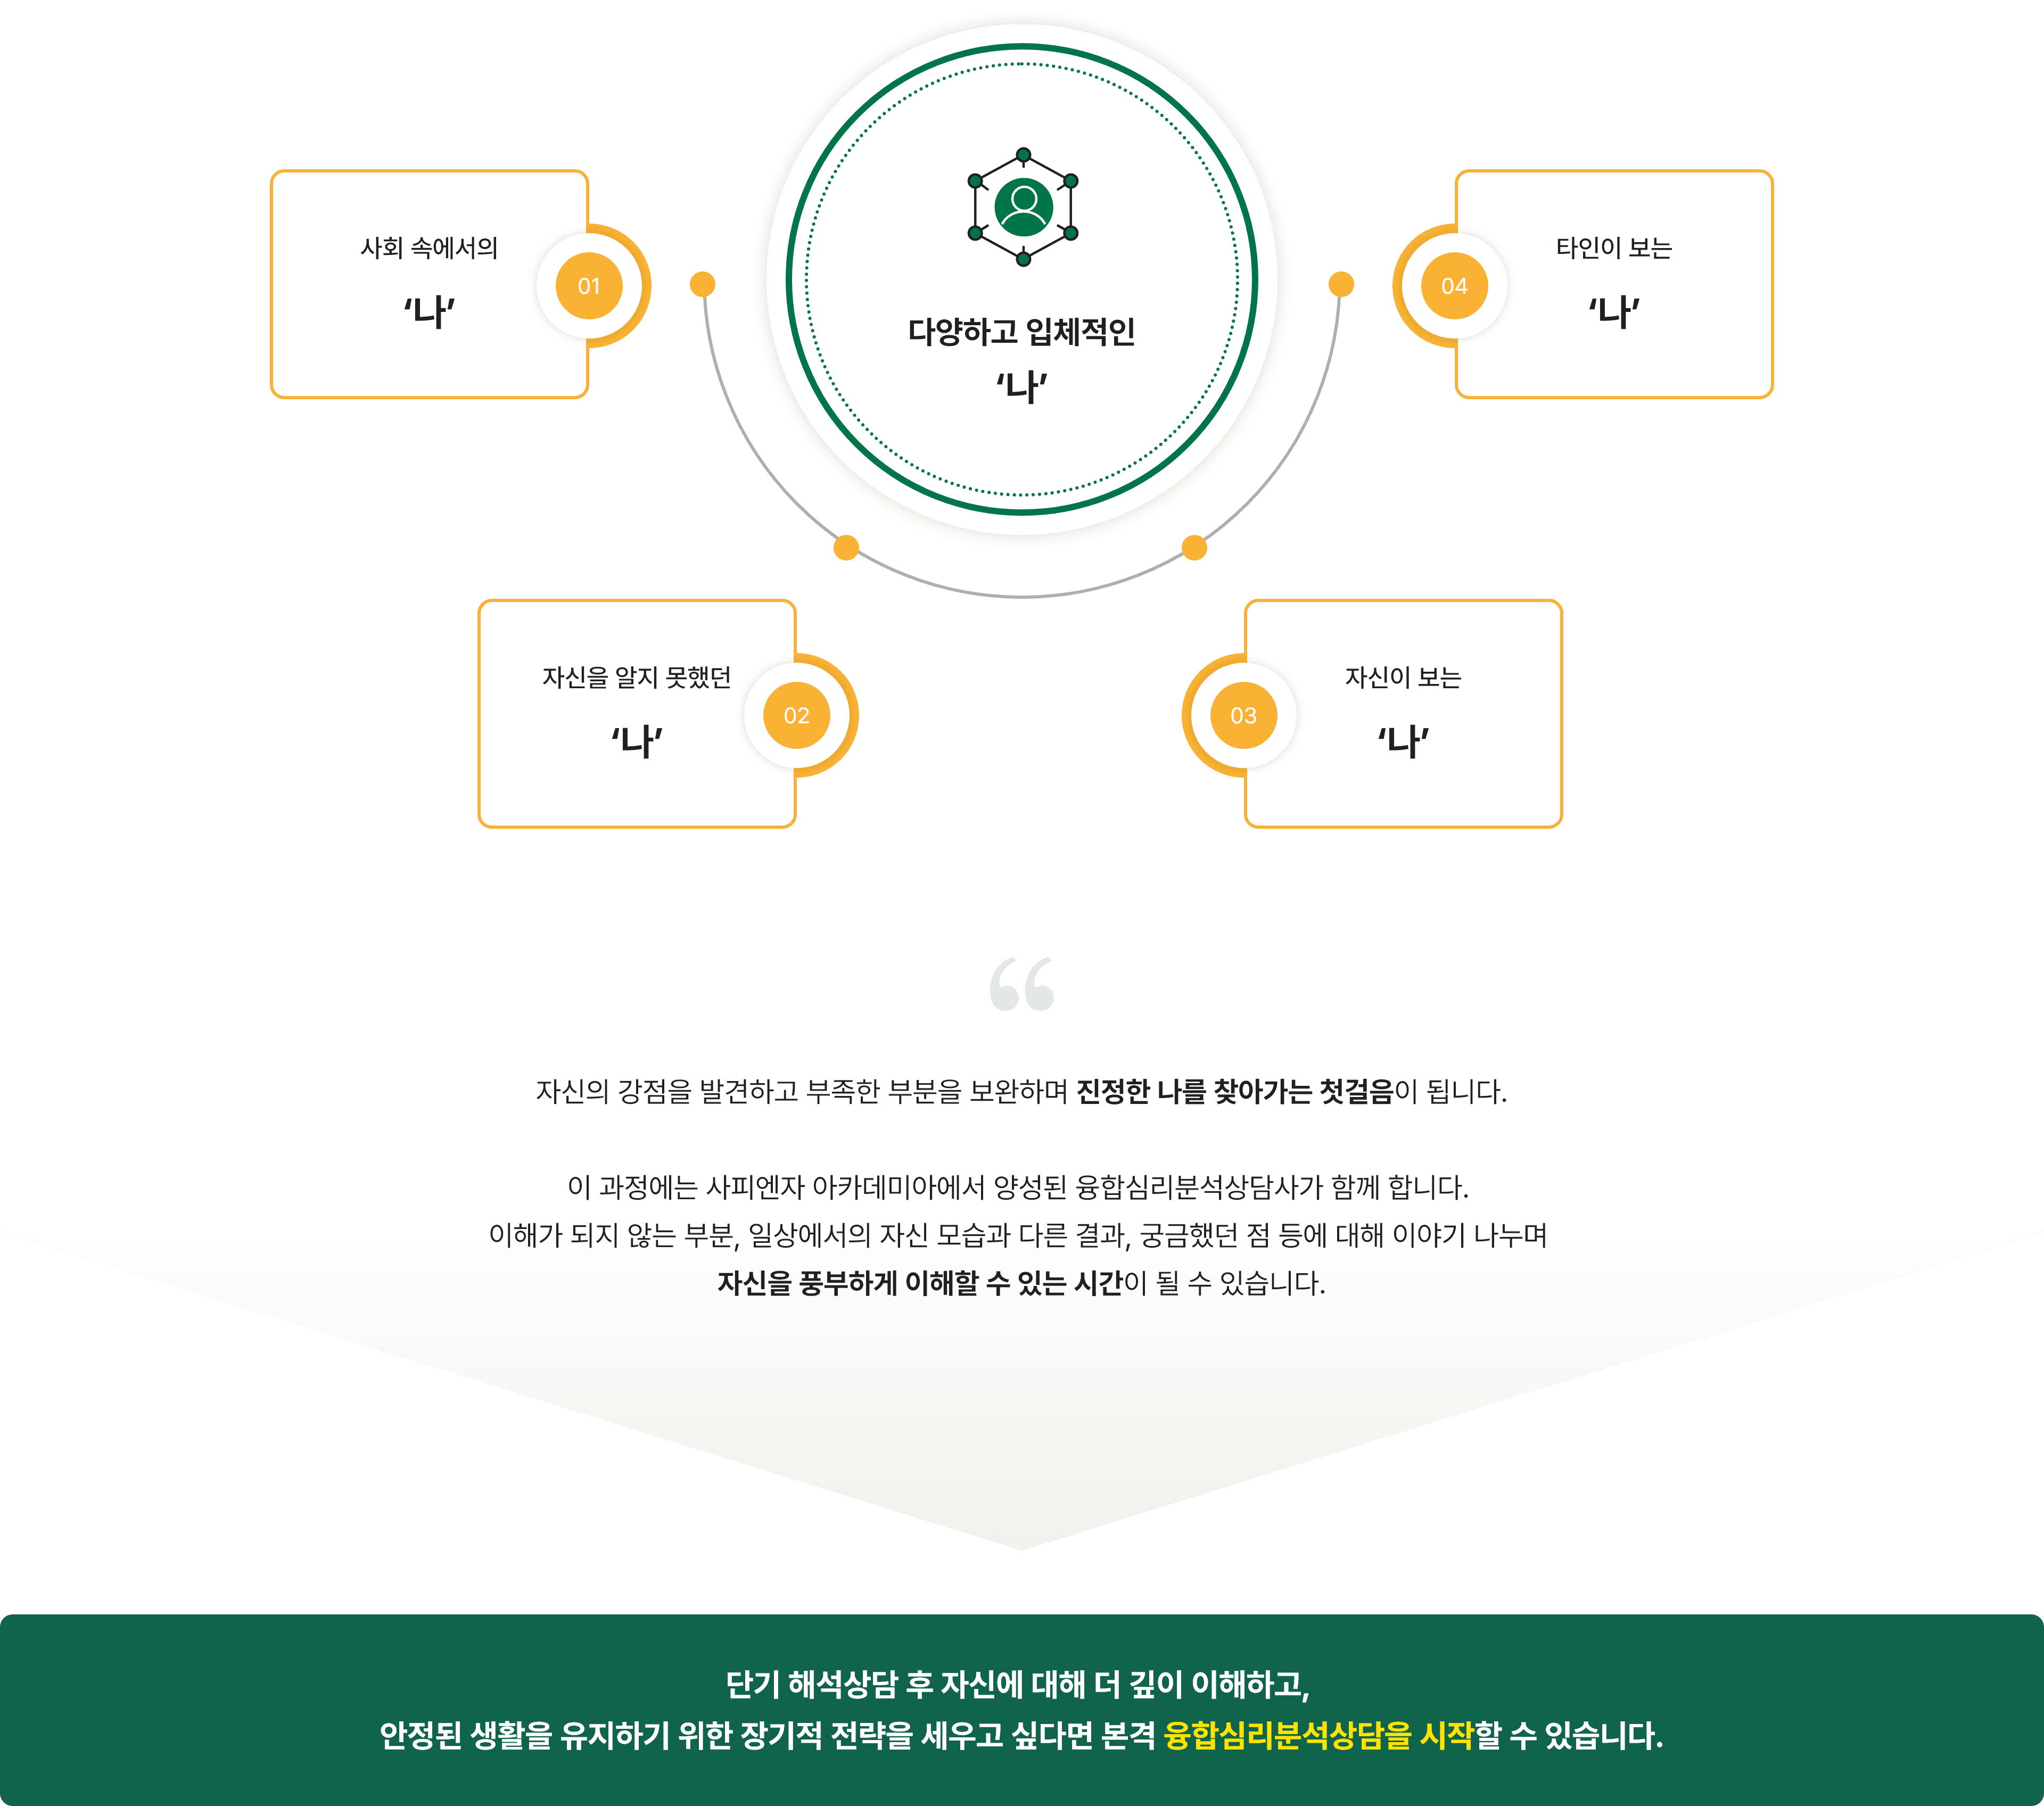 다양하고 입체적인
‘나’
사회 속에서의
‘나’
01
04
타인이 보는
‘나’
자신을 알지 못했던
‘나’
02
03
자신이 보는
‘나’
“
자신의 강점을 발견하고 부족한 부분을 보완하며 진정한 나를 찾아가는 첫걸음이 됩니다.
이 과정에는 사피엔자 아카데미아에서 양성된 융합심리분석상담사가 함께 합니다.
이해가 되지 않는 부분, 일상에서의 자신 모습과 다른 결과, 궁금했던 점 등에 대해 이야기 나누며
자신을 풍부하게 이해할 수 있는 시간이 될 수 있습니다.
단기 해석상담 후 자신에 대해 더 깊이 이해하고,
안정된 생활을 유지하기 위한 장기적 전략을 세우고 싶다면 본격 융합심리분석상담을 시작할 수 있습니다.